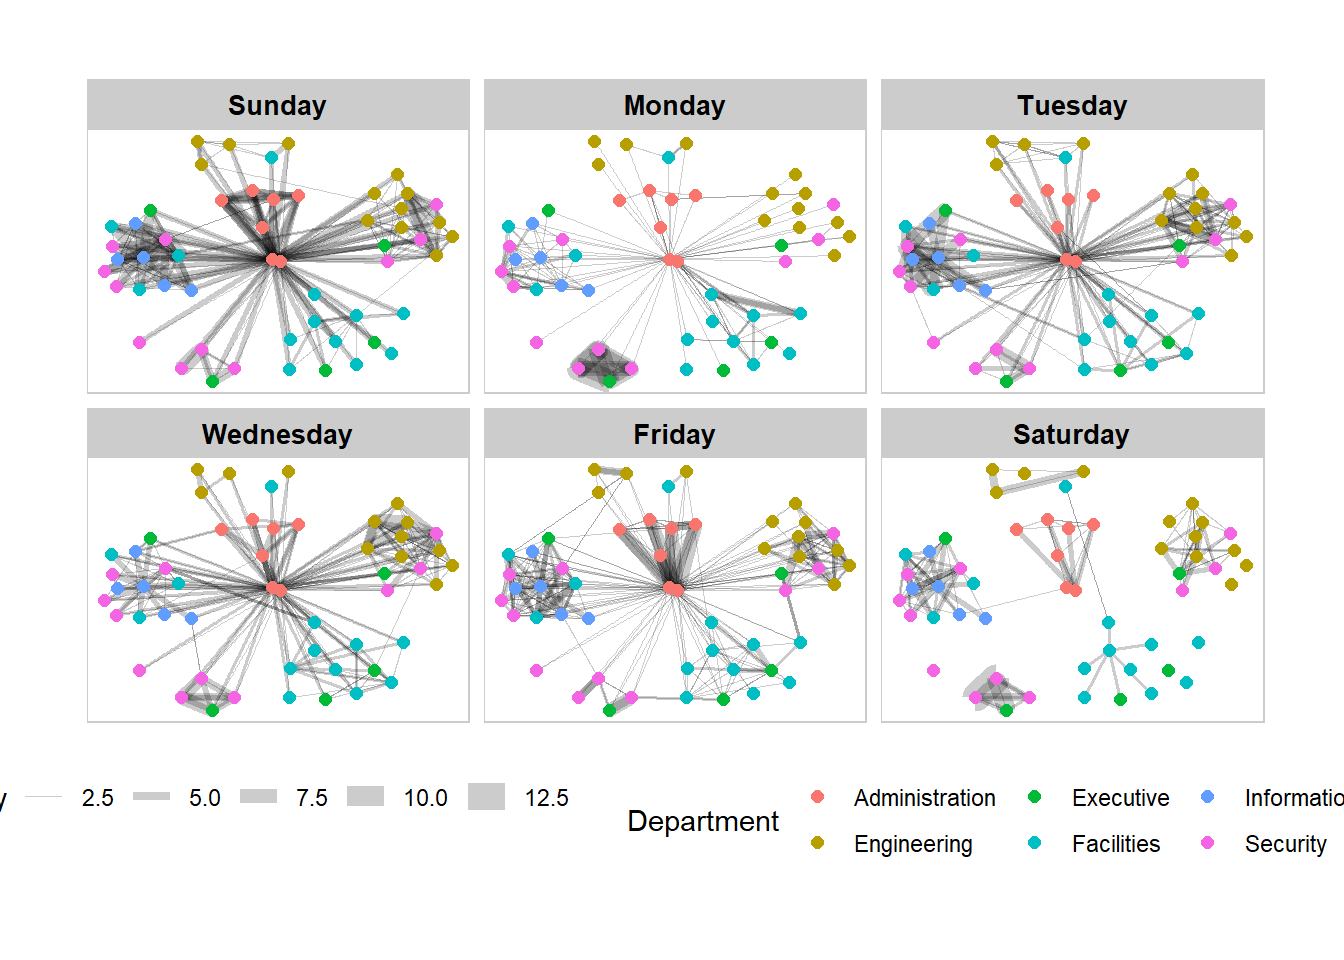 Sunday Monday Tuesday
Wednesday Friday Saturday
y 2.5 5.0 7.5 10.0 12.5
Department
Administration Executive Informatio
Engineering Facilities Security